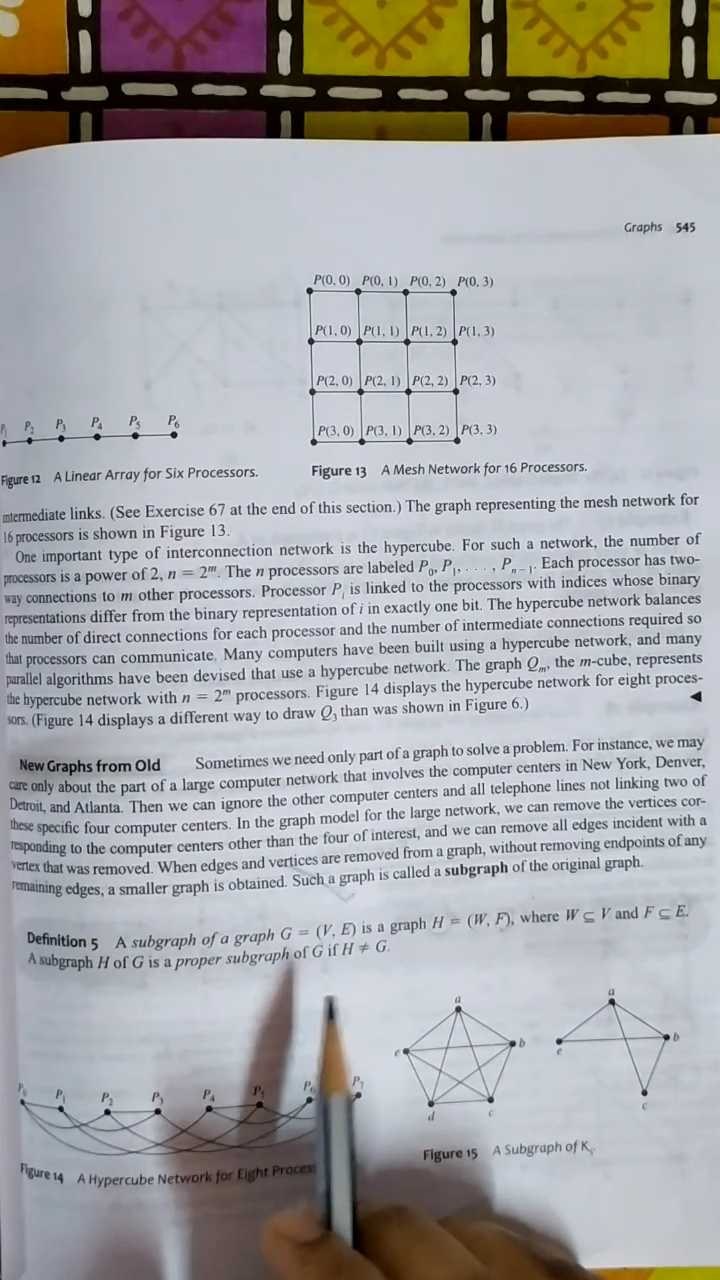 Graphs 545
P(0, 0) P(0, 1) P(0, 2) P(0, 3)
P(1, 0) P(1, 1) P(1, 2) P(1, 3)
P(2, 0) P(2, 1) P(2, 2) P(2, 3)
P(3, 0) P(3, 1) P(3, 2) P(3, 3)
P₂ P₃ P₄ P₅ P₆
Figure 12 A Linear Array for Six Processors.
Figure 13 A Mesh Network for 16 Processors.
intermediate links. (See Exercise 67 at the end of this section.) The graph representing the mesh network for
16 processors is shown in Figure 13.
One important type of interconnection network is the hypercube. For such a network, the number of
processors is a power of 2, n = 2ᵐ. The n processors are labeled P₀, P₁, . . . , Pₙ₋₁. Each processor has two-
way connections to m other processors. Processor Pᵢ is linked to the processors with indices whose binary
representations differ from the binary representation of i in exactly one bit. The hypercube network balances
the number of direct connections for each processor and the number of intermediate connections required so
that processors can communicate. Many computers have been built using a hypercube network, and many
parallel algorithms have been devised that use a hypercube network. The graph Qₘ, the m-cube, represents
the hypercube network with n = 2ᵐ processors. Figure 14 displays the hypercube network for eight proces-
sors. (Figure 14 displays a different way to draw Q₃ than was shown in Figure 6.) ◀
New Graphs from Old Sometimes we need only part of a graph to solve a problem. For instance, we may
care only about the part of a large computer network that involves the computer centers in New York, Denver,
Detroit, and Atlanta. Then we can ignore the other computer centers and all telephone lines not linking two of
these specific four computer centers. In the graph model for the large network, we can remove the vertices cor-
responding to the computer centers other than the four of interest, and we can remove all edges incident with a
vertex that was removed. When edges and vertices are removed from a graph, without removing endpoints of any
remaining edges, a smaller graph is obtained. Such a graph is called a subgraph of the original graph.
Definition 5 A subgraph of a graph G = (V, E) is a graph H = (W, F), where W ⊆ V and F ⊆ E.
A subgraph H of G is a proper subgraph of G if H ≠ G.
P₁ P₂ P₃ P₄ P₅ P₇
Figure 14 A Hypercube Network for Eight
a b c d e
a b c e
Figure 15 A Subgraph of K₅.